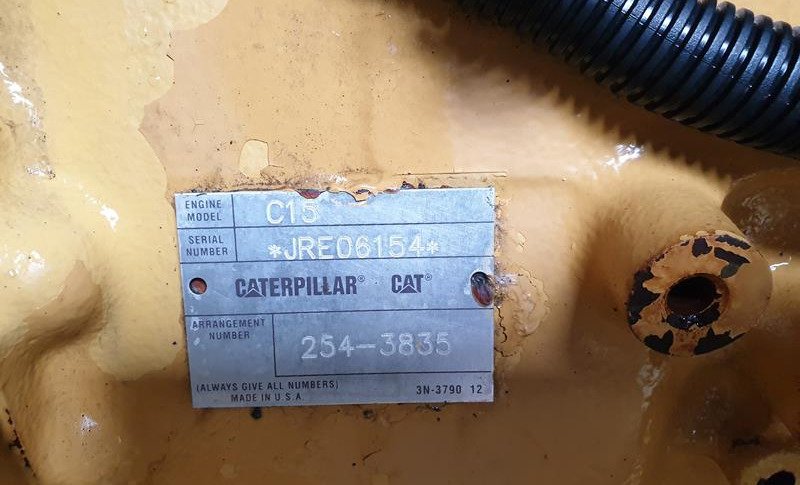 ENGINE MODEL C15
SERIAL NUMBER *JRE06154*
CATERPILLAR® CAT®
ARRANGEMENT NUMBER 254-3835
(ALWAYS GIVE ALL NUMBERS) 3N-3790 12
MADE IN U.S.A